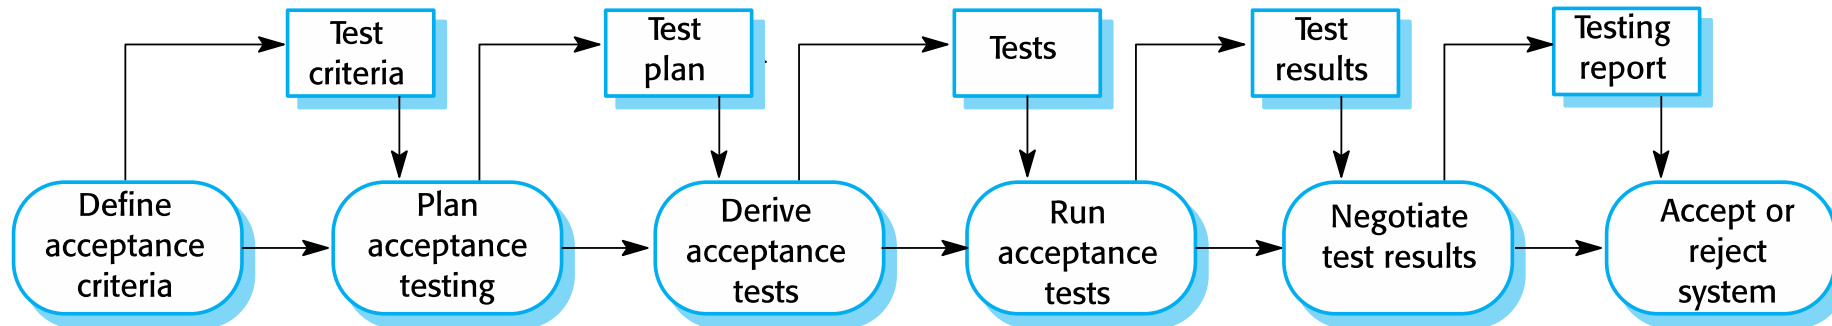 Test
criteria
Test
plan
Tests
Test
results
Testing
report
Define
acceptance
criteria
Plan
acceptance
testing
Derive
acceptance
tests
Run
acceptance
tests
Negotiate
test results
Accept or
reject
system